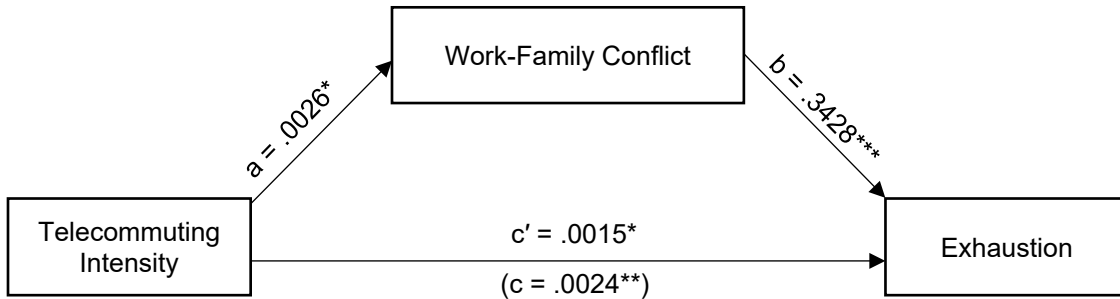 Work-Family Conflict
a = .0026*
b = .3428***
Telecommuting
Intensity
c′ = .0015*
(c = .0024**)
Exhaustion